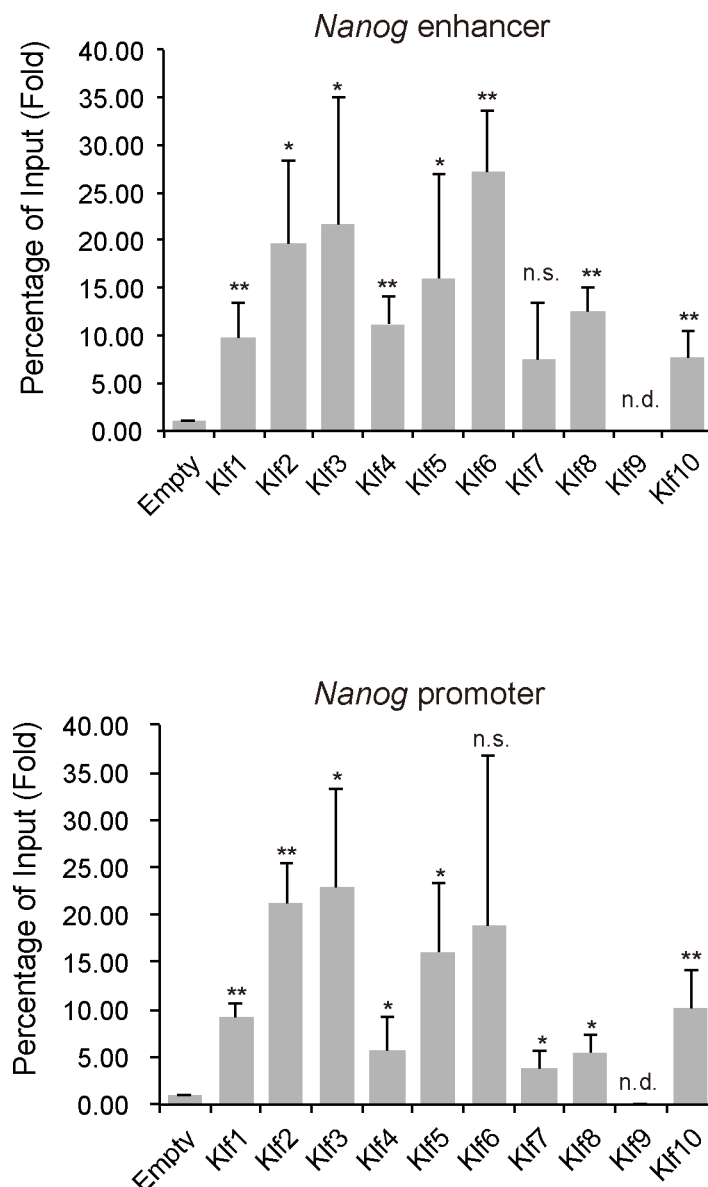 Nanog enhancer
Percentage of Input (Fold)
40.00
35.00
30.00
25.00
20.00
15.00
10.00
5.00
0.00
** * * ** * ** n.s. ** n.d. **
Empty Klf1 Klf2 Klf3 Klf4 Klf5 Klf6 Klf7 Klf8 Klf9 Klf10
Nanog promoter
Percentage of Input (Fold)
40.00
35.00
30.00
25.00
20.00
15.00
10.00
5.00
0.00
** ** * * * n.s. * * n.d. **
Empty Klf1 Klf2 Klf3 Klf4 Klf5 Klf6 Klf7 Klf8 Klf9 Klf10